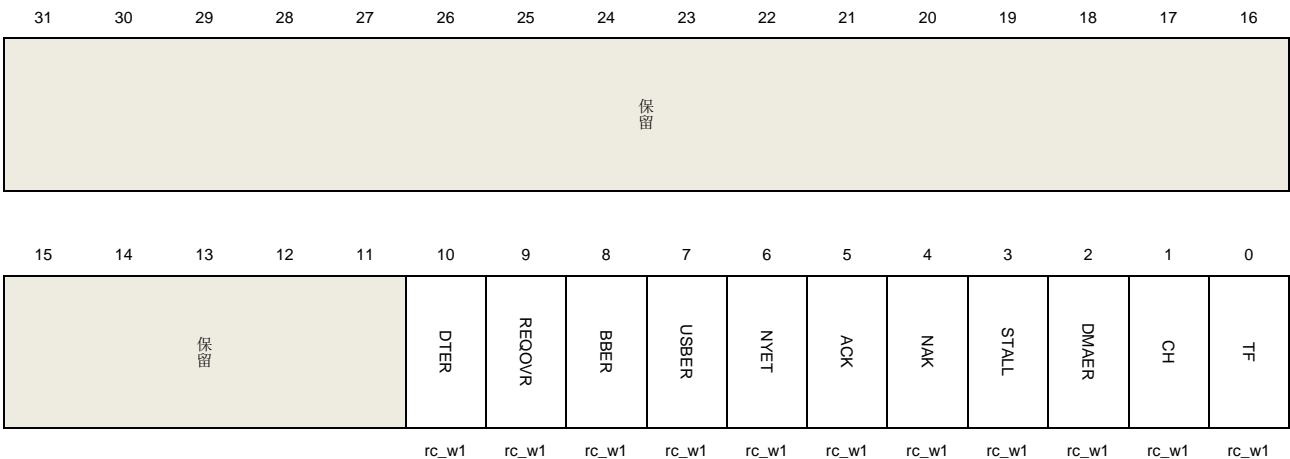 31 30 29 28 27 26 25 24 23 22 21 20 19 18 17 16
保留
15 14 13 12 11 10 9 8 7 6 5 4 3 2 1 0
保留 DTER REQOVR BBER USBER NYET ACK NAK STALL DMAER CH TF
rc_w1 rc_w1 rc_w1 rc_w1 rc_w1 rc_w1 rc_w1 rc_w1 rc_w1 rc_w1 rc_w1